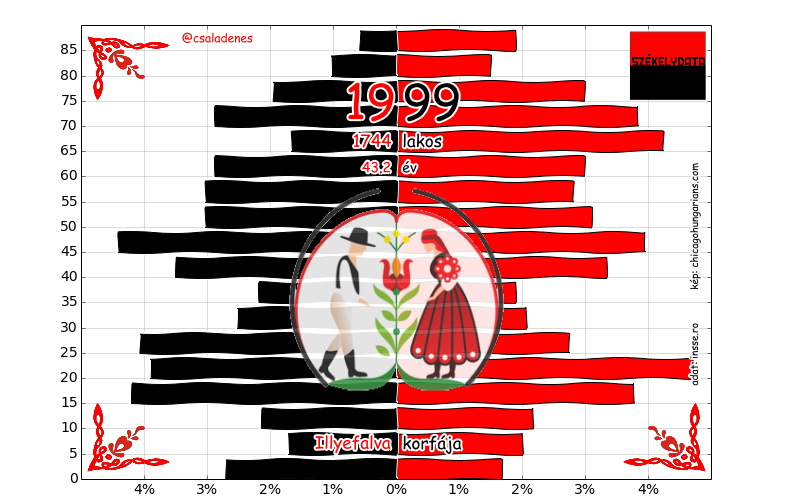 @csaladenes
SZÉKELYDATA
1999
1744 lakos
43,2 év
kép: chicagohungarians.com
adat: insse.ro
Illyefalva korfája
85
80
75
70
65
60
55
50
45
40
35
30
25
20
15
10
5
0
4% 3% 2% 1% 0% 1% 2% 3% 4%